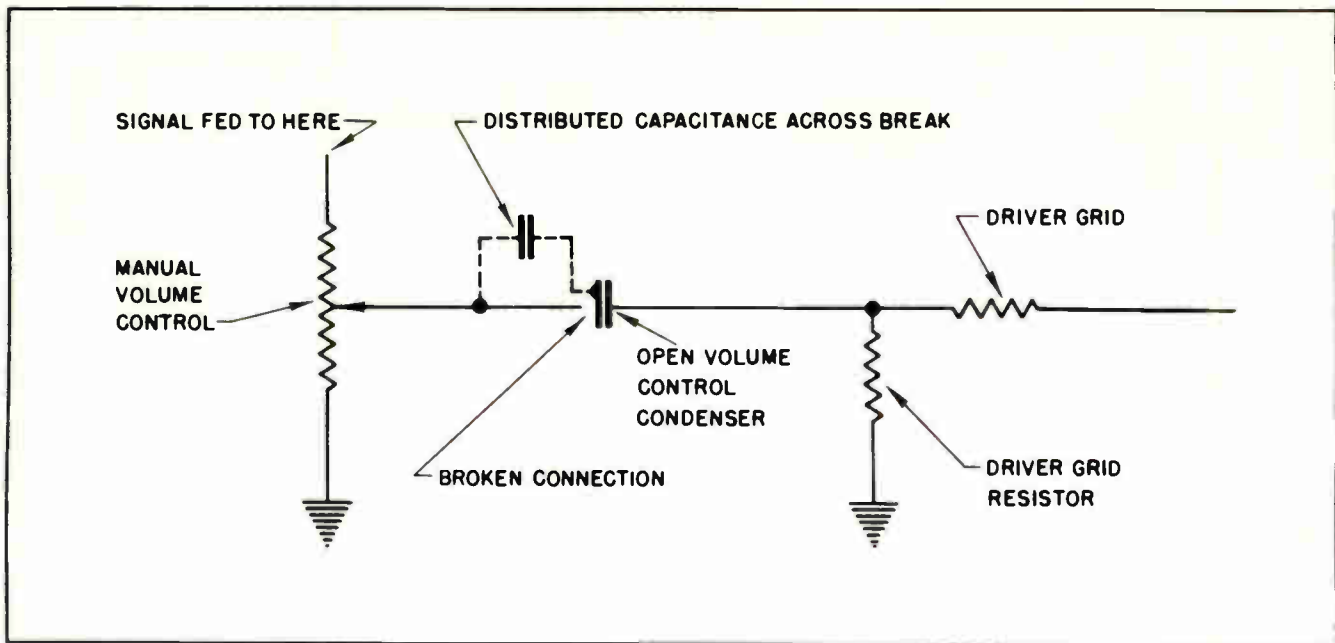 SIGNAL FED TO HERE
DISTRIBUTED CAPACITANCE ACROSS BREAK
DRIVER GRID
MANUAL
VOLUME
CONTROL
OPEN VOLUME
CONTROL
CONDENSER
BROKEN CONNECTION
DRIVER GRID
RESISTOR